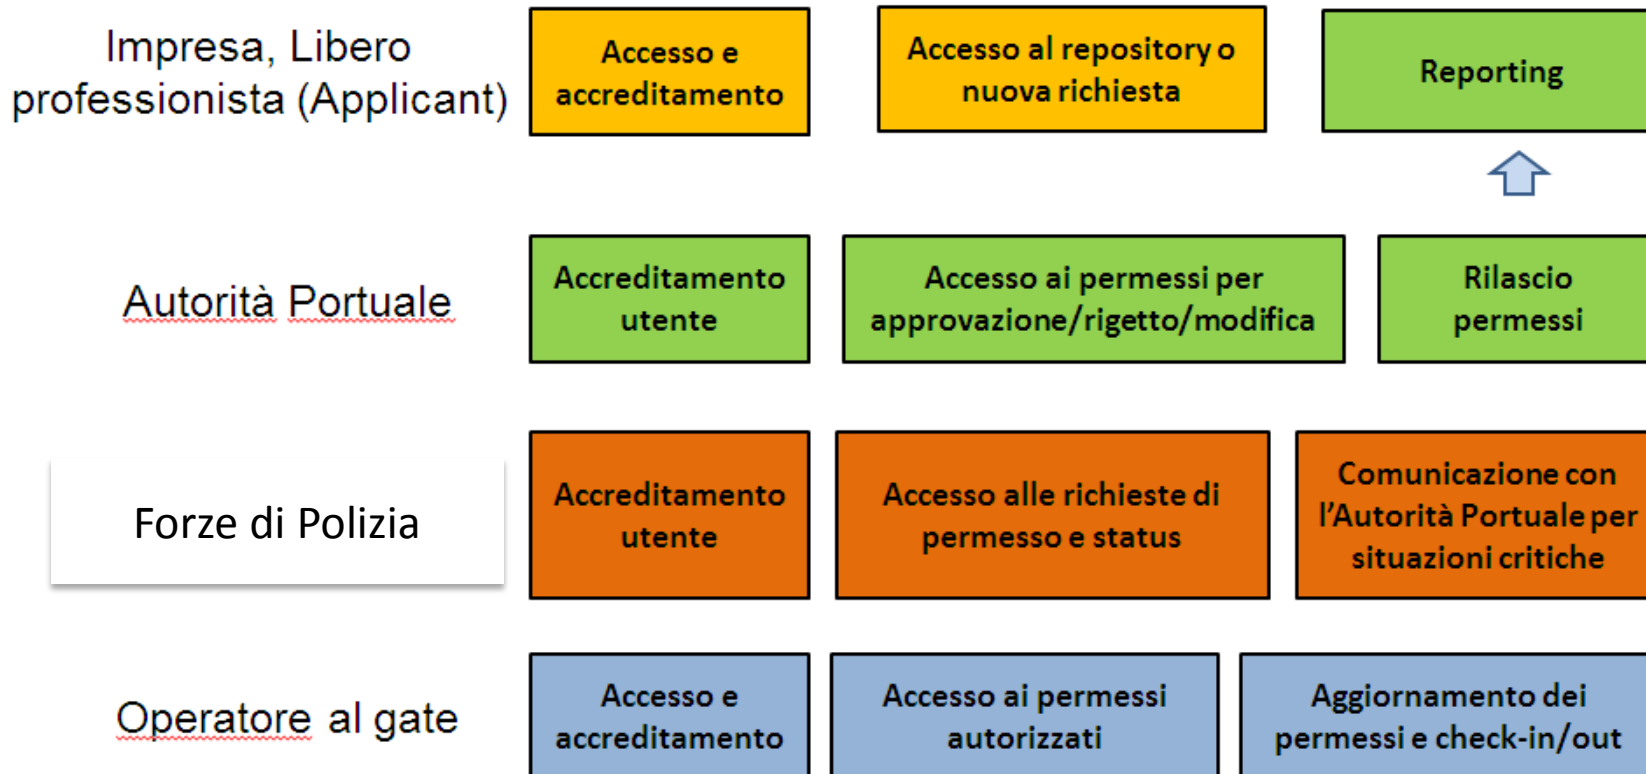 Impresa, Libero
professionista (Applicant)
Accesso e
accreditamento
Accesso al repository o
nuova richiesta
Reporting
Autorità Portuale
Accreditamento
utente
Accesso ai permessi per
approvazione/rigetto/modifica
Rilascio
permessi
Forze di Polizia
Accreditamento
utente
Accesso alle richieste di
permesso e status
Comunicazione con
l'Autorità Portuale per
situazioni critiche
Operatore al gate
Accesso e
accreditamento
Accesso ai permessi
autorizzati
Aggiornamento dei
permessi e check-in/out